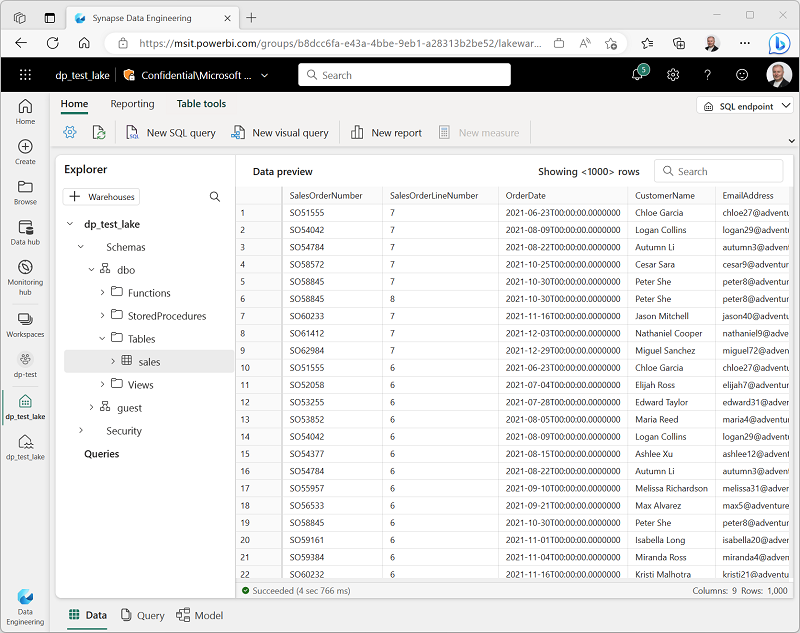 Synapse Data Engineering
https://msit.powerbi.com/groups/b8dcc6fa-e43a-4bbe-9eb1-a28313b2be52/lakewar...
dp_test_lake Confidential\Microsoft ... Search 5
Home Reporting Table tools SQL endpoint
New SQL query New visual query New report New measure
Home
Create
Browse
Data hub
Monitoring
hub
Workspaces
dp-test
dp_test_lake
dp_test_lake
Data
Engineering
Explorer
Warehouses
dp_test_lake
Schemas
dbo
Functions
StoredProcedures
Tables
sales
Views
guest
Security
Queries
Data preview Showing <1000> rows Search
SalesOrderNumber SalesOrderLineNumber OrderDate CustomerName EmailAddress
1 SO51555 7 2021-06-23T00:00:00.0000000 Chloe Garcia chloe27@adventu
2 SO54042 7 2021-08-09T00:00:00.0000000 Logan Collins logan29@adventu
3 SO54784 7 2021-08-22T00:00:00.0000000 Autumn Li autumn3@advent
4 SO58572 7 2021-10-25T00:00:00.0000000 Cesar Sara cesar9@adventur
5 SO58845 7 2021-10-30T00:00:00.0000000 Peter She peter8@adventur
6 SO58845 8 2021-10-30T00:00:00.0000000 Peter She peter8@adventur
7 SO60233 7 2021-11-16T00:00:00.0000000 Jason Mitchell jason40@adventu
8 SO61412 7 2021-12-03T00:00:00.0000000 Nathaniel Cooper nathaniel9@adve
9 SO62984 7 2021-12-29T00:00:00.0000000 Miguel Sanchez miguel72@adven
10 SO51555 6 2021-06-23T00:00:00.0000000 Chloe Garcia chloe27@adventu
11 SO52058 6 2021-07-04T00:00:00.0000000 Elijah Ross elijah7@adventur
12 SO53255 6 2021-07-28T00:00:00.0000000 Edward Taylor edward31@adven
13 SO53852 6 2021-08-05T00:00:00.0000000 Maria Reed maria4@adventu
14 SO54042 6 2021-08-09T00:00:00.0000000 Logan Collins logan29@adventu
15 SO54377 6 2021-08-15T00:00:00.0000000 Ashlee Xu ashlee12@advent
16 SO54784 6 2021-08-22T00:00:00.0000000 Autumn Li autumn3@advent
17 SO55957 6 2021-09-10T00:00:00.0000000 Melissa Richardson melissa31@adven
18 SO56533 6 2021-09-21T00:00:00.0000000 Max Alvarez max5@adventure
19 SO58845 6 2021-10-30T00:00:00.0000000 Peter She peter8@adventur
20 SO59161 6 2021-11-01T00:00:00.0000000 Isabella Long isabella20@adven
21 SO59384 6 2021-11-04T00:00:00.0000000 Miranda Ross miranda4@adven
22 SO60232 6 2021-11-16T00:00:00.0000000 Kristi Malhotra kristi21@adventu
Succeeded (4 sec 766 ms) Columns: 9 Rows: 1,000
Data Query Model